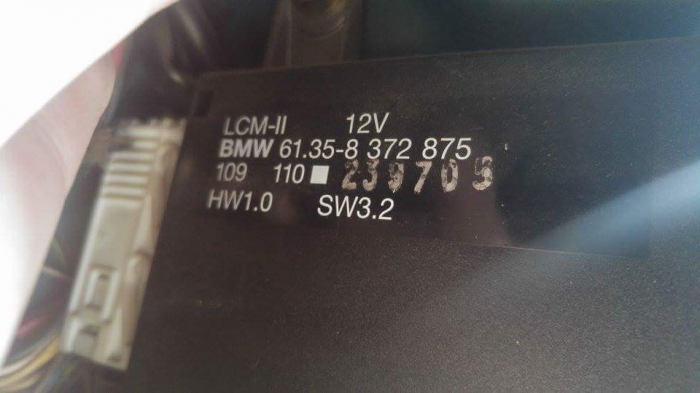 LCM-II 12V
BMW 61.35-8 372 875
109 110 ■ 239709
HW1.0 SW3.2